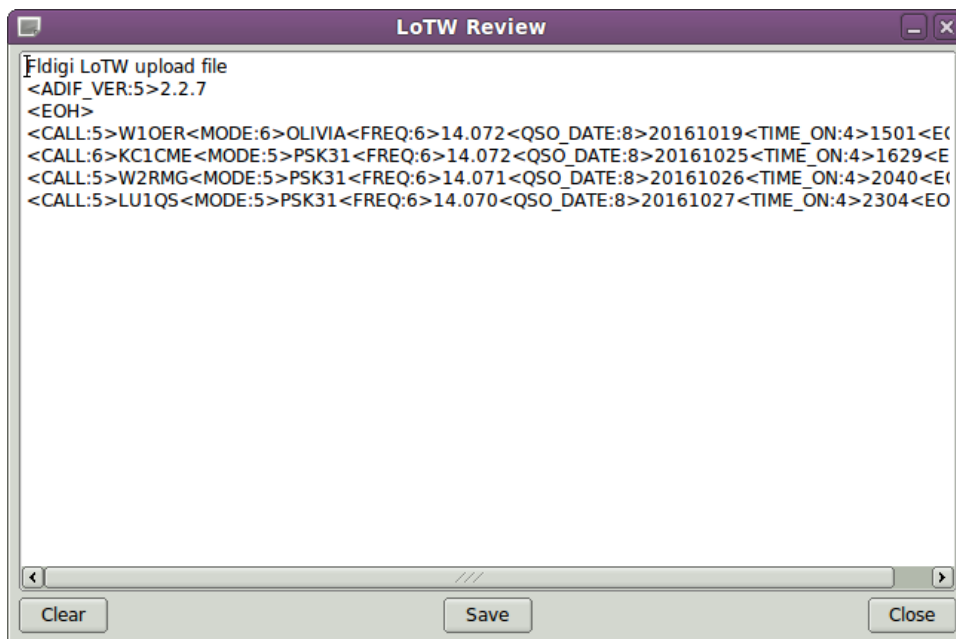 LoTW Review
Fldigi LoTW upload file
<ADIF_VER:5>2.2.7
<EOH>
<CALL:5>W1OER<MODE:6>OLIVIA<FREQ:6>14.072<QSO_DATE:8>20161019<TIME_ON:4>1501<EO
<CALL:6>KC1CME<MODE:5>PSK31<FREQ:6>14.072<QSO_DATE:8>20161025<TIME_ON:4>1629<E
<CALL:5>W2RMG<MODE:5>PSK31<FREQ:6>14.071<QSO_DATE:8>20161026<TIME_ON:4>2040<EO
<CALL:5>LU1QS<MODE:5>PSK31<FREQ:6>14.070<QSO_DATE:8>20161027<TIME_ON:4>2304<EO
Clear Save Close